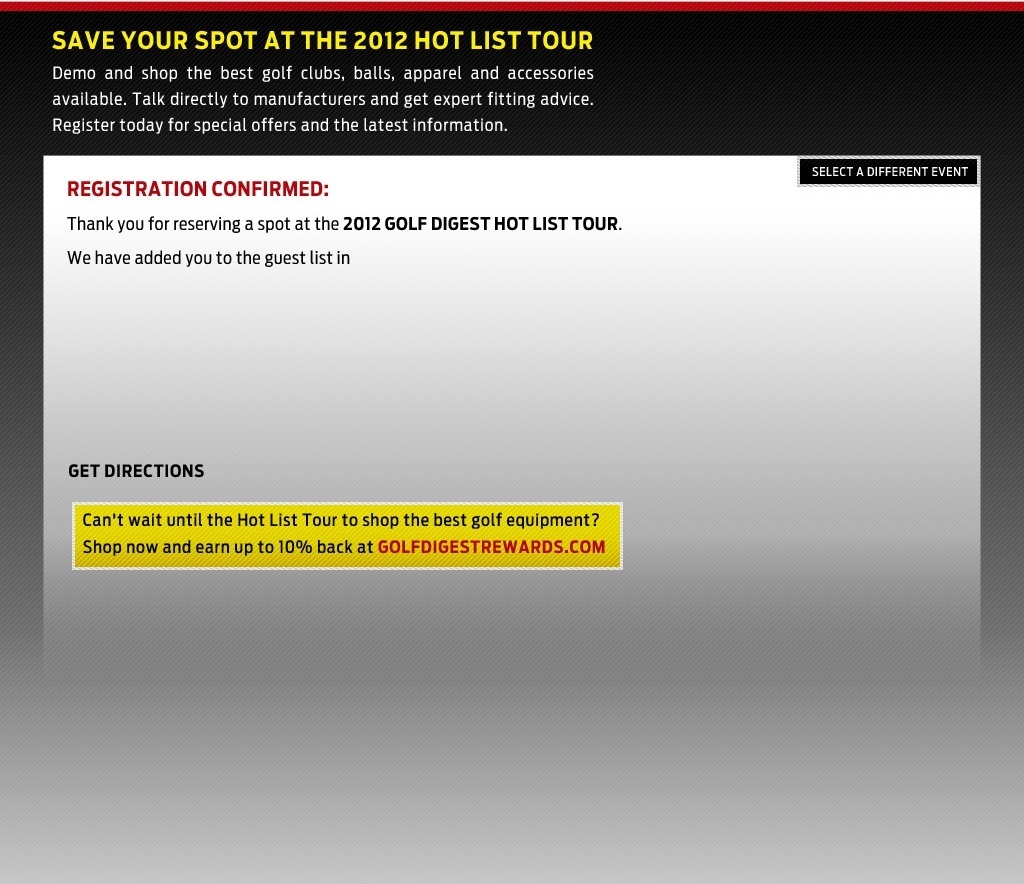 SAVE YOUR SPOT AT THE 2012 HOT LIST TOUR
Demo and shop the best golf clubs, balls, apparel and accessories
available. Talk directly to manufacturers and get expert fitting advice.
Register today for special offers and the latest information.
SELECT A DIFFERENT EVENT
REGISTRATION CONFIRMED:
Thank you for reserving a spot at the 2012 GOLF DIGEST HOT LIST TOUR.
We have added you to the guest list in
GET DIRECTIONS
Can't wait until the Hot List Tour to shop the best golf equipment?
Shop now and earn up to 10% back at GOLFDIGESTREWARDS.COM